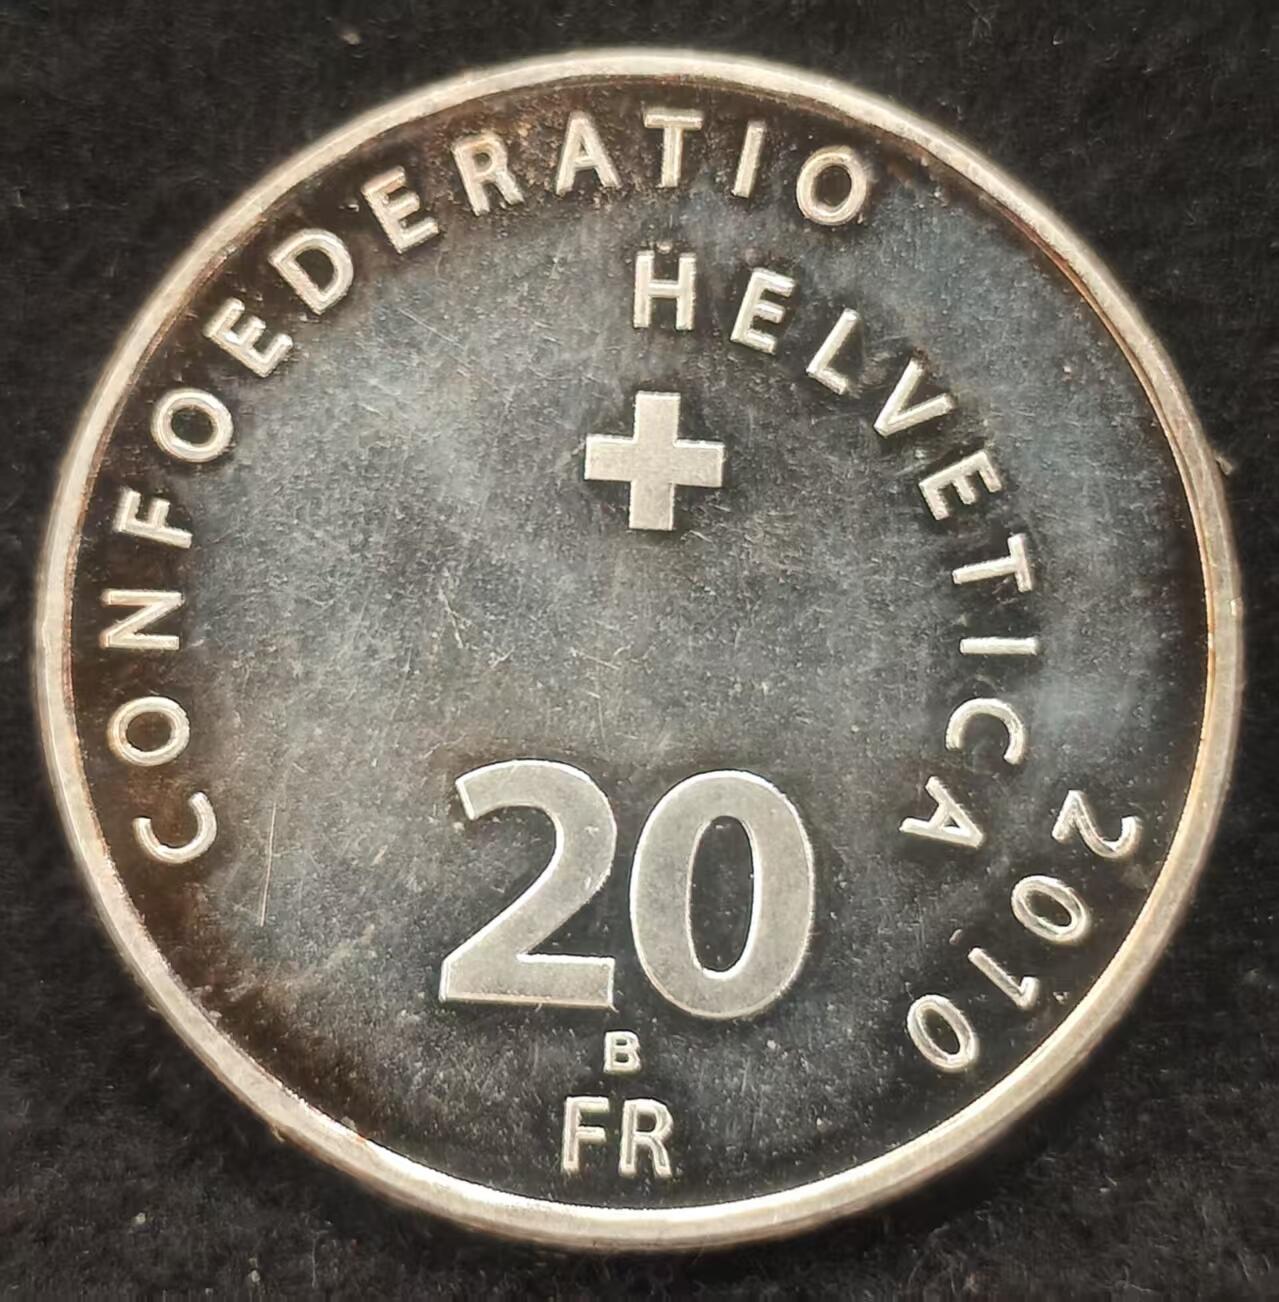 CONFOEDERATIO
HELVETICA
2010
20
B
FR